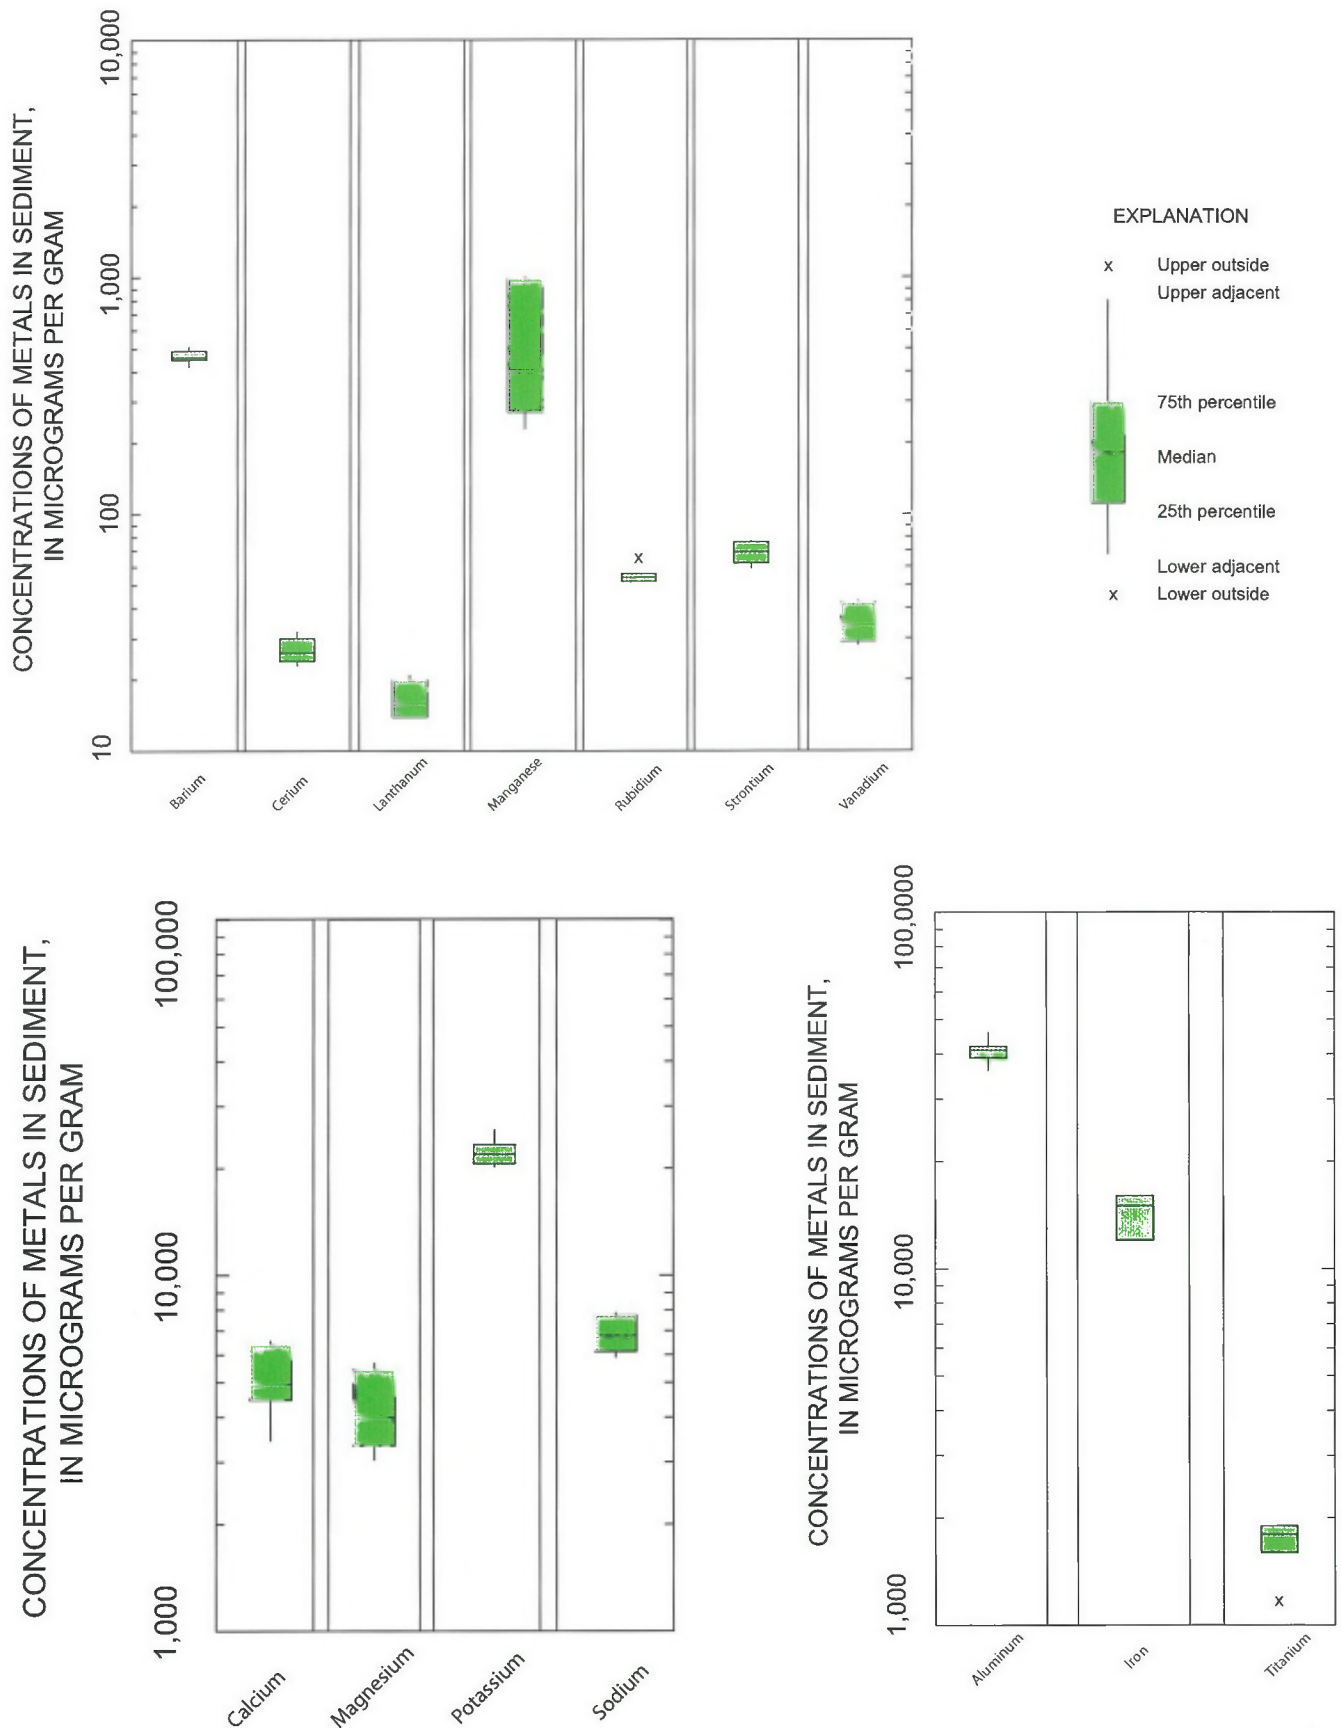 CONCENTRATIONS OF METALS IN SEDIMENT,
IN MICROGRAMS PER GRAM
10,000
1,000
100
10
Barium
Cerium
Lanthanum
Manganese
Rubidium
Strontium
Vanadium
x
EXPLANATION
x Upper outside
Upper adjacent
75th percentile
Median
25th percentile
Lower adjacent
x Lower outside
CONCENTRATIONS OF METALS IN SEDIMENT,
IN MICROGRAMS PER GRAM
100,000
10,000
1,000
Calcium
Magnesium
Potassium
Sodium
CONCENTRATIONS OF METALS IN SEDIMENT,
IN MICROGRAMS PER GRAM
100,0000
10,000
1,000
x
Aluminum
Iron
Titanium